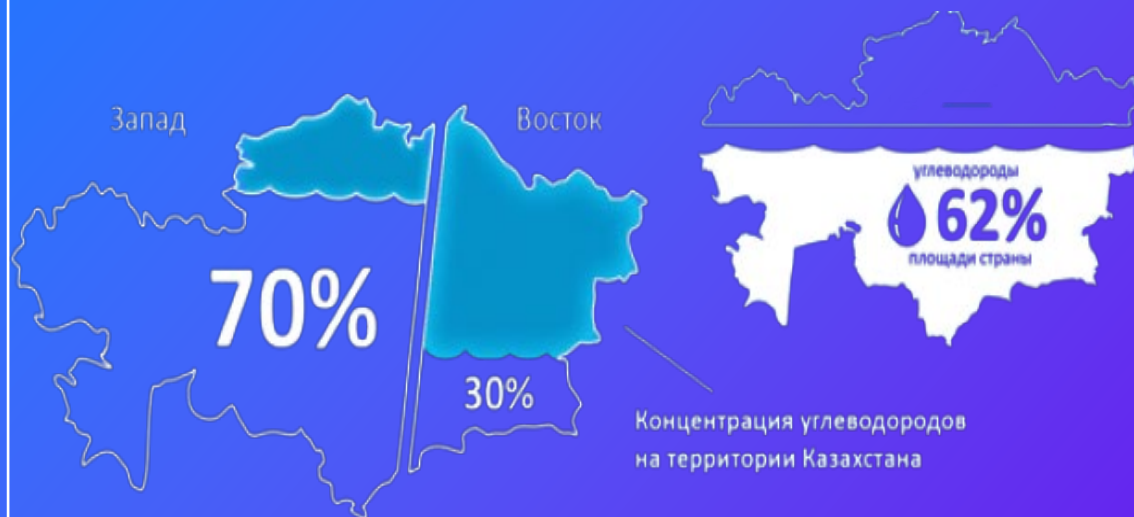 Запад
Восток
70%
30%
углеводороды
62%
площади страны
Концентрация углеводородов
на территории Казахстана